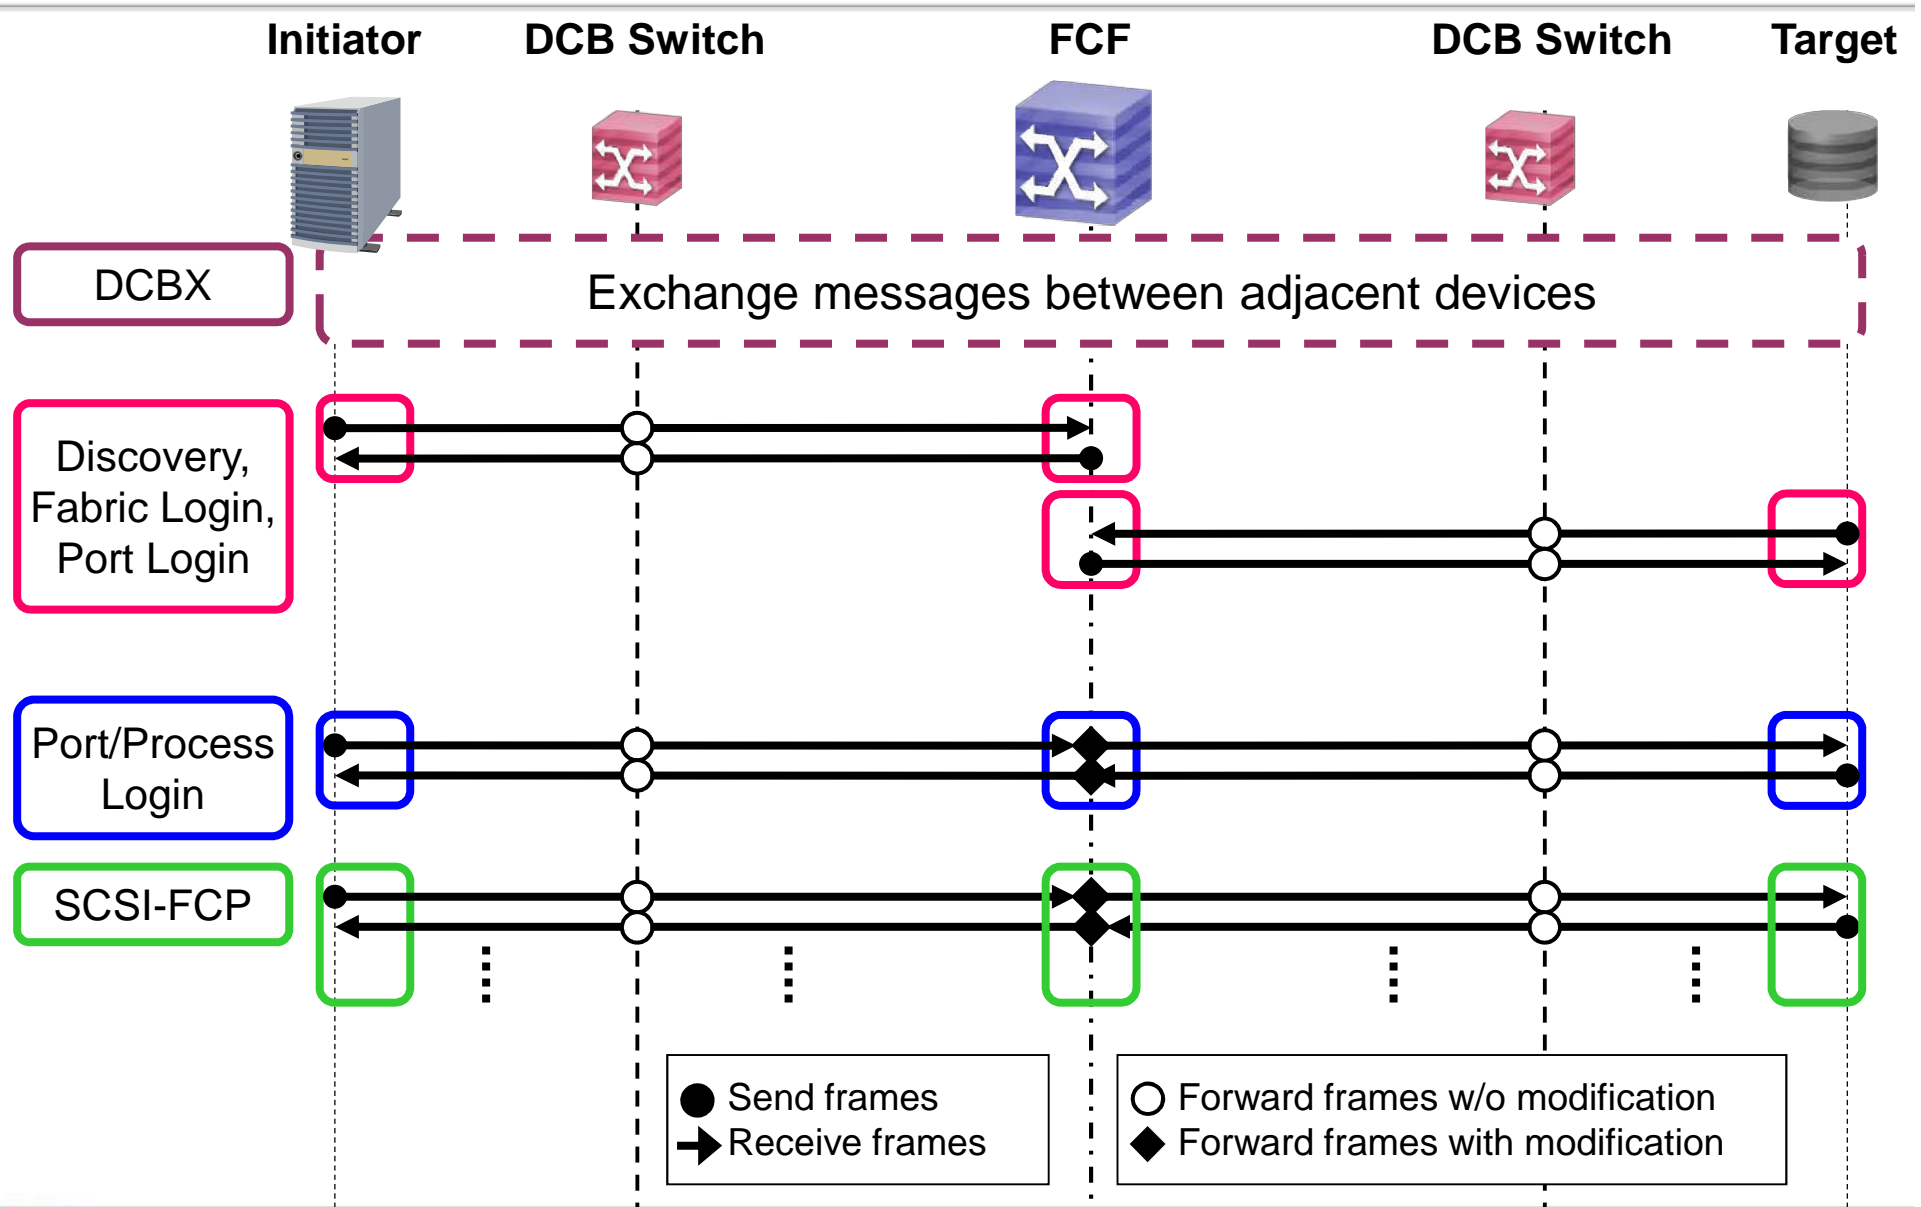 Initiator
DCB Switch
FCF
DCB Switch
Target
DCBX
Exchange messages between adjacent devices
Discovery,
Fabric Login,
Port Login
Port/Process
Login
SCSI-FCP
Send frames
Receive frames
Forward frames w/o modification
Forward frames with modification